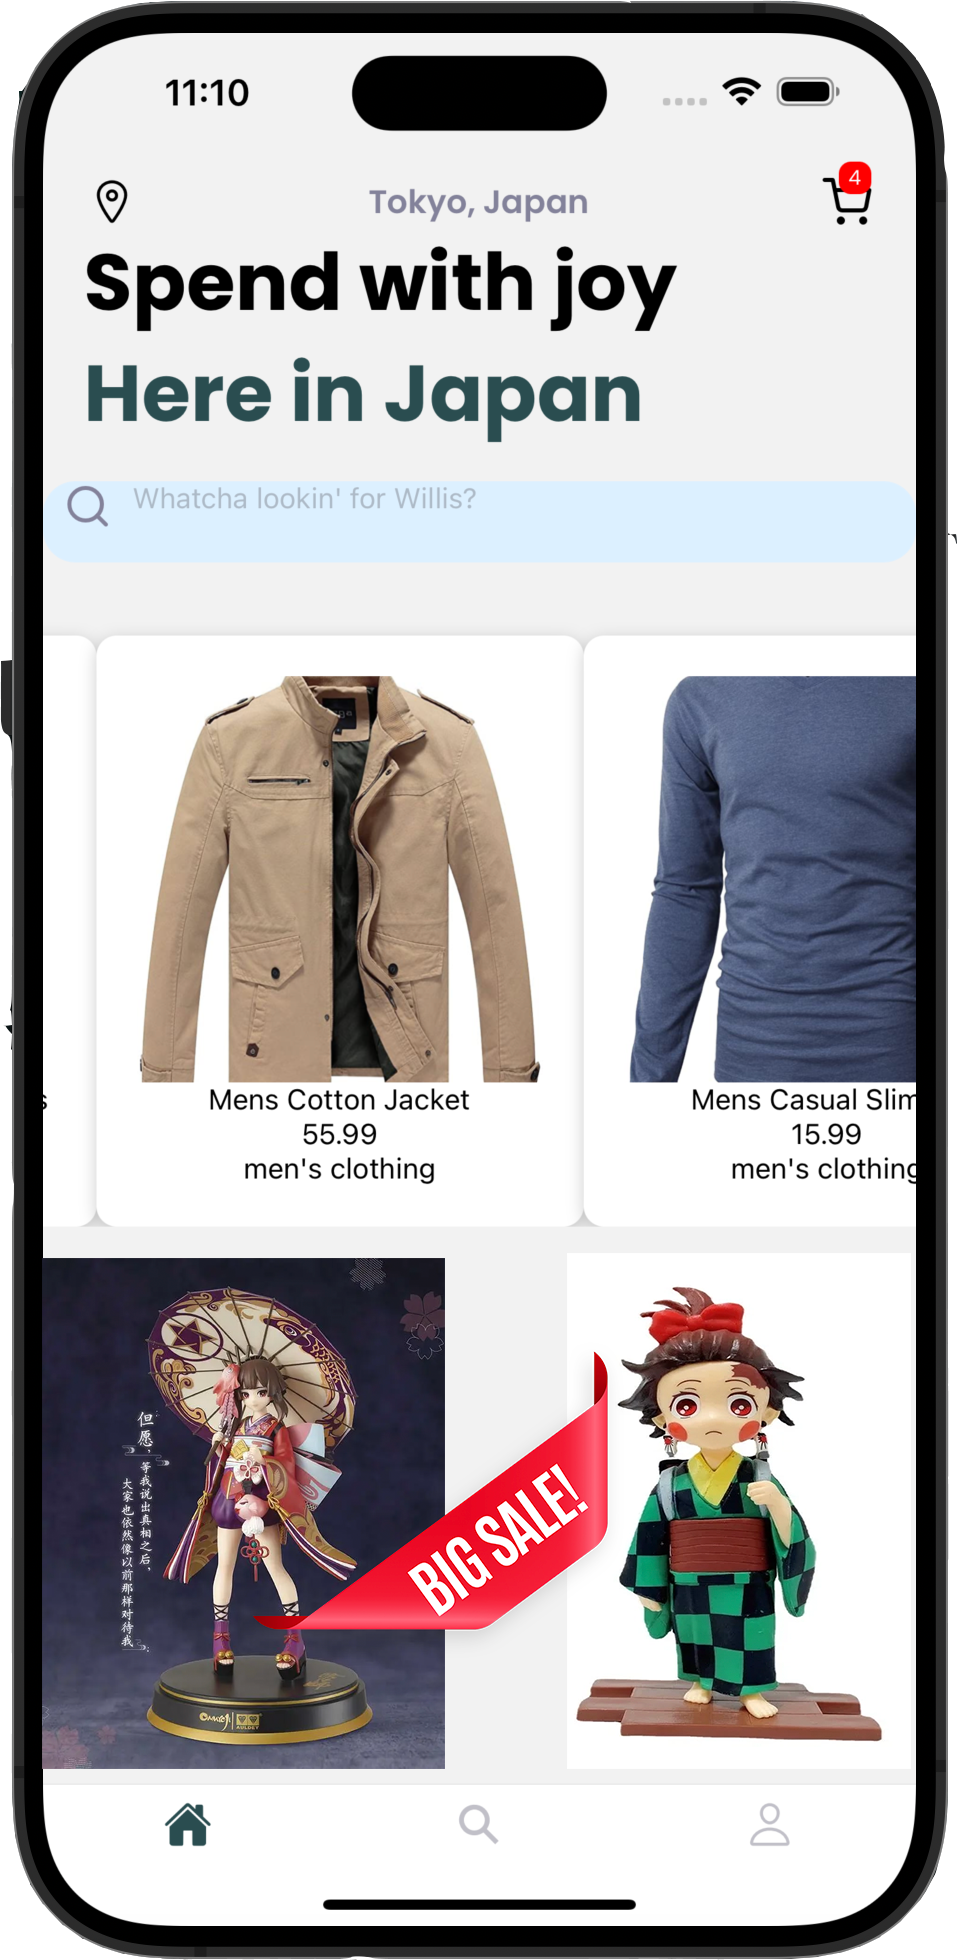 11:10
4
Tokyo, Japan
Spend with joy
Here in Japan
Whatcha lookin' for Willis?
s
Mens Cotton Jacket
55.99
men's clothing
Mens Casual Slim
15.99
men's clothing
但愿，
等我说出真相之后，
大家也依然像以前那样对待我
BIG SALE!